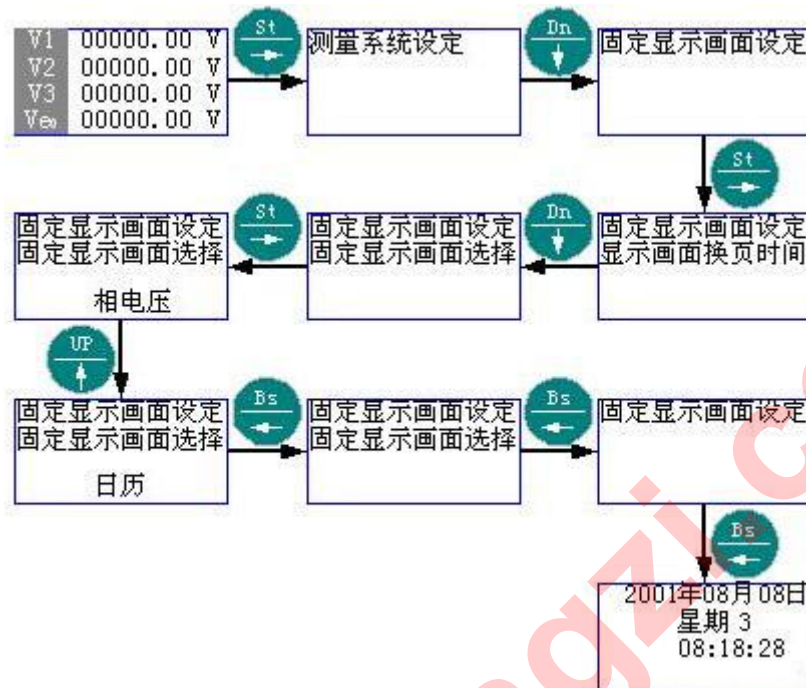 V1 00000.00 V
V2 00000.00 V
V3 00000.00 V
00000.00 V
St
测量系统设定
Dn
固定显示画面设定
St
固定显示画面设定
固定显示画面选择
相电压
St
固定显示画面设定
固定显示画面选择
Dn
固定显示画面设定
显示画面换页时间
UP
固定显示画面设定
固定显示画面选择
日历
Bs
固定显示画面设定
固定显示画面选择
Bs
固定显示画面设定
Bs
2001年08月08日
星期 3
08:18:28